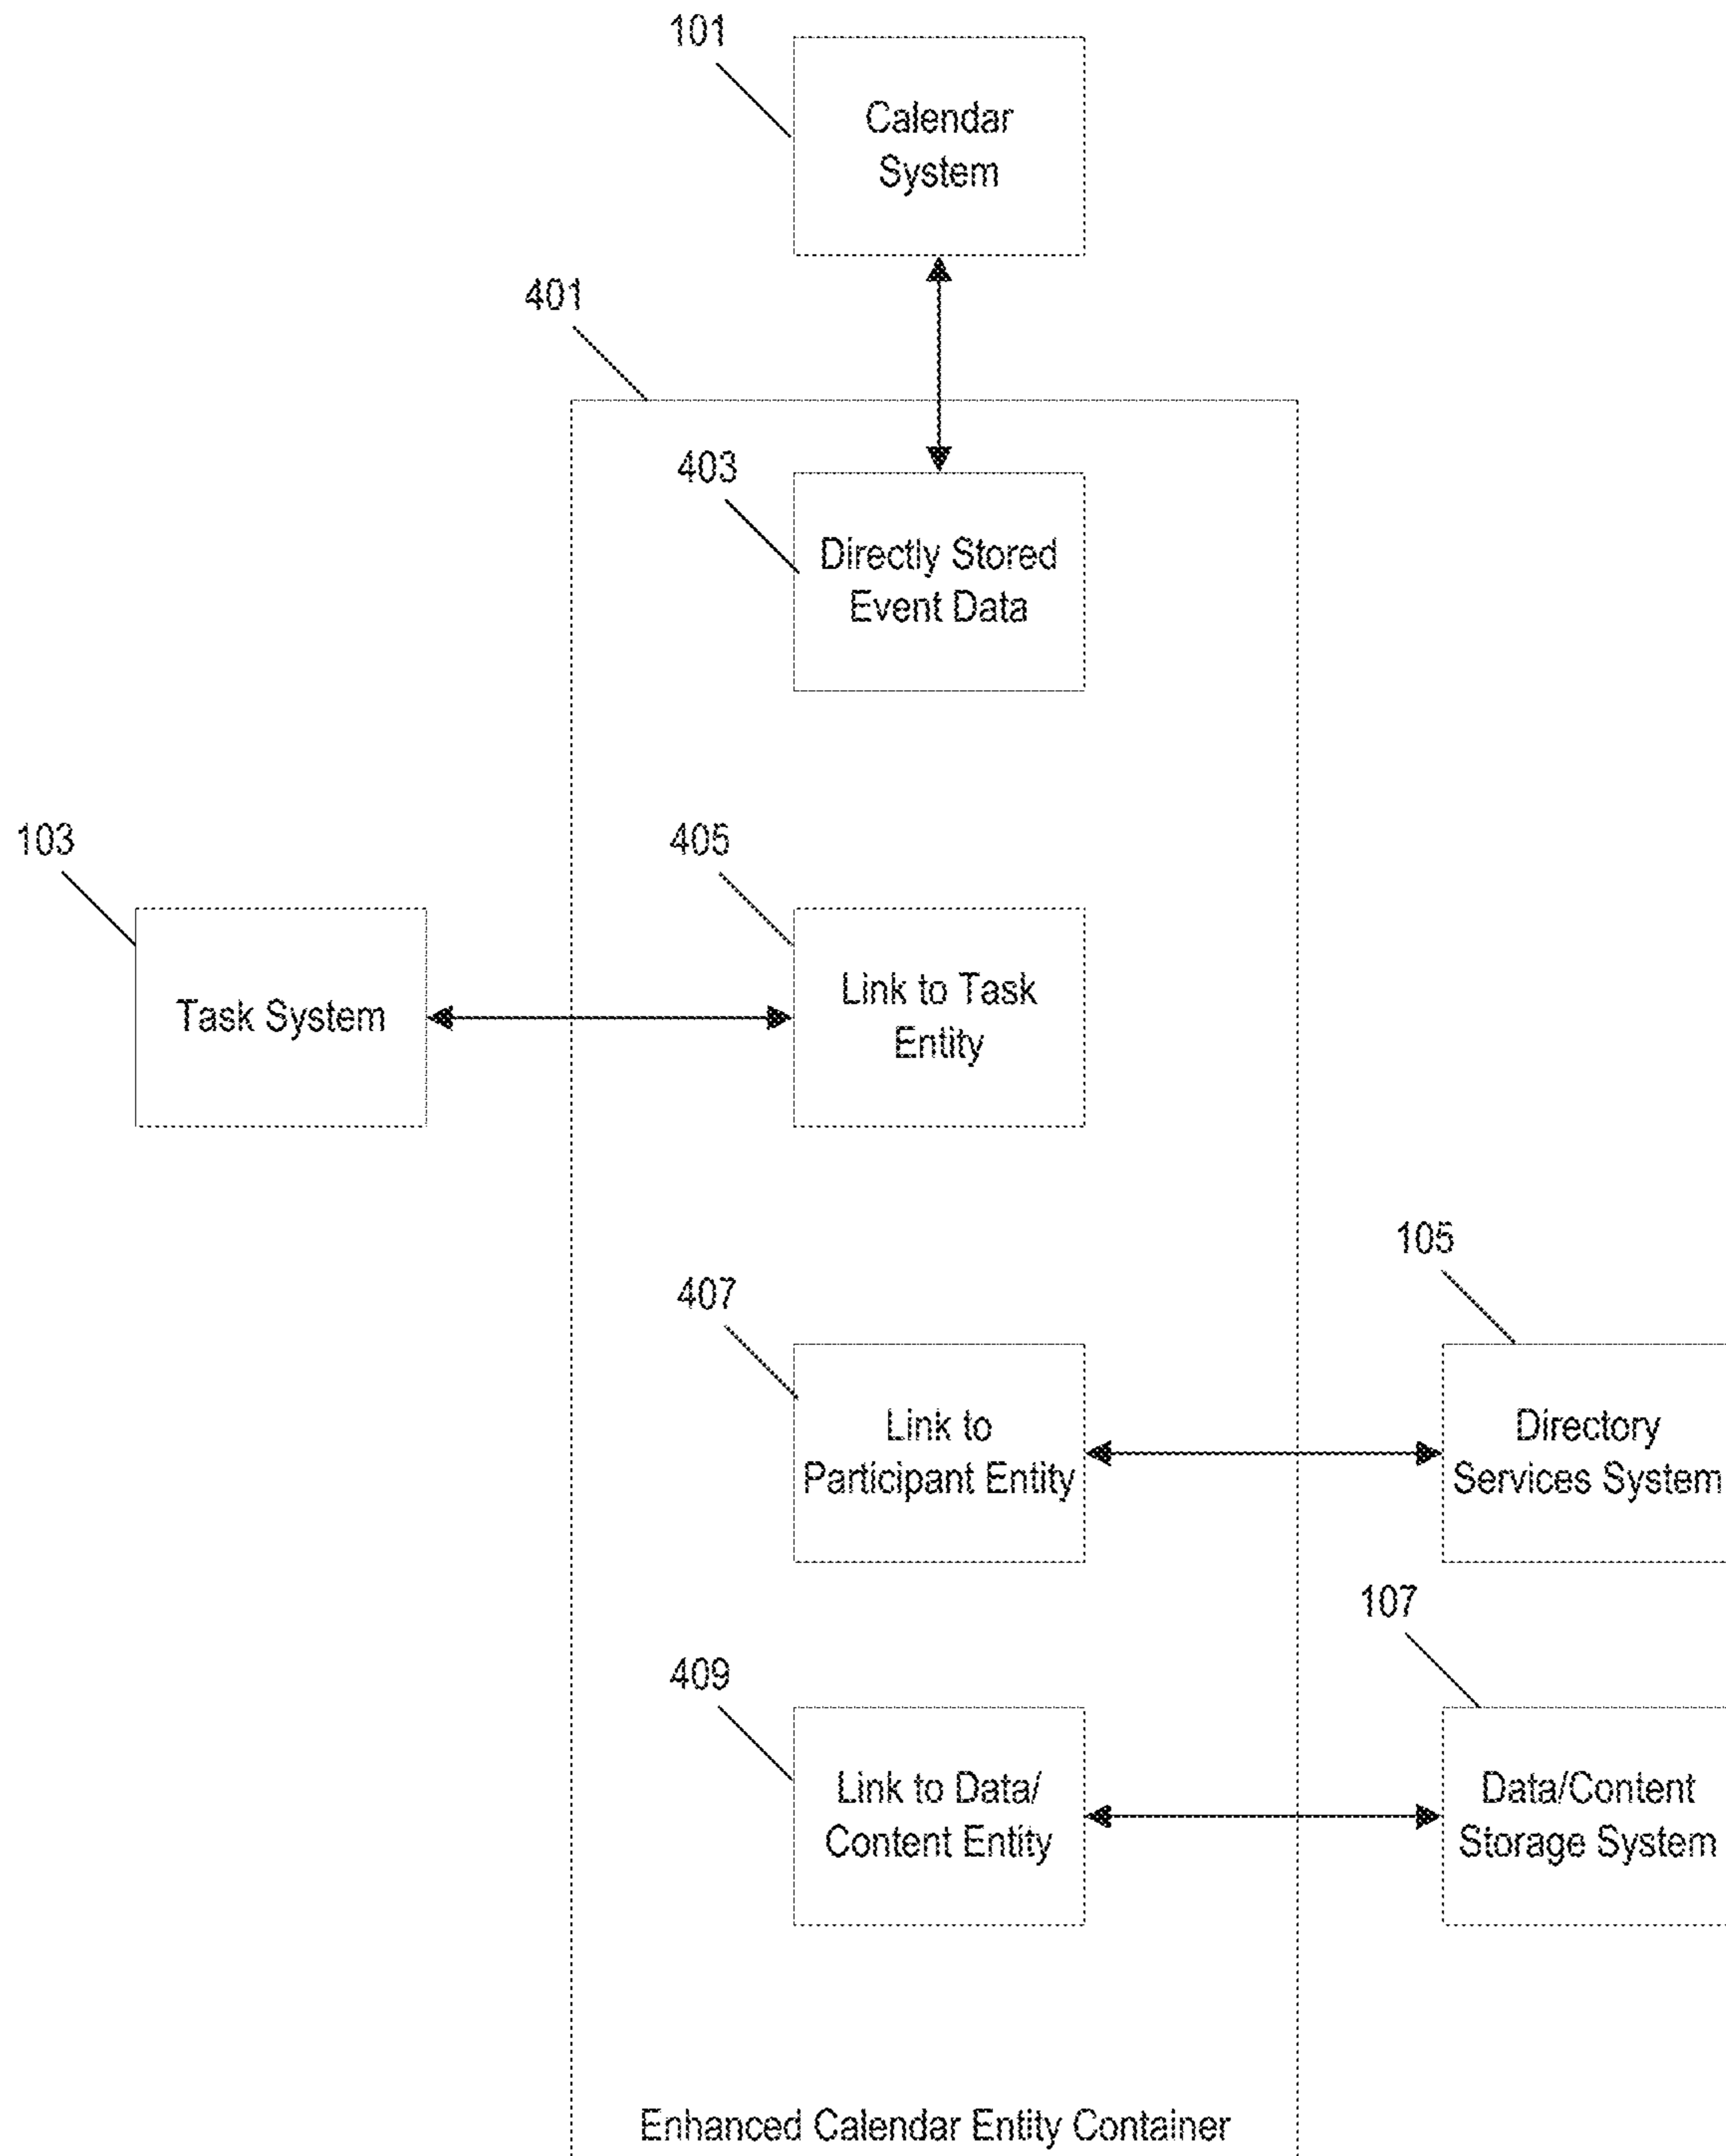 101
Calendar
System
401
403
Directly Stored
Event Data
103
405
Task System
Link to Task
Entity
105
407
Link to
Participant Entity
Directory
Services System
107
409
Link to Data/
Content Entity
Data/Content
Storage System
Enhanced Calendar Entity Container